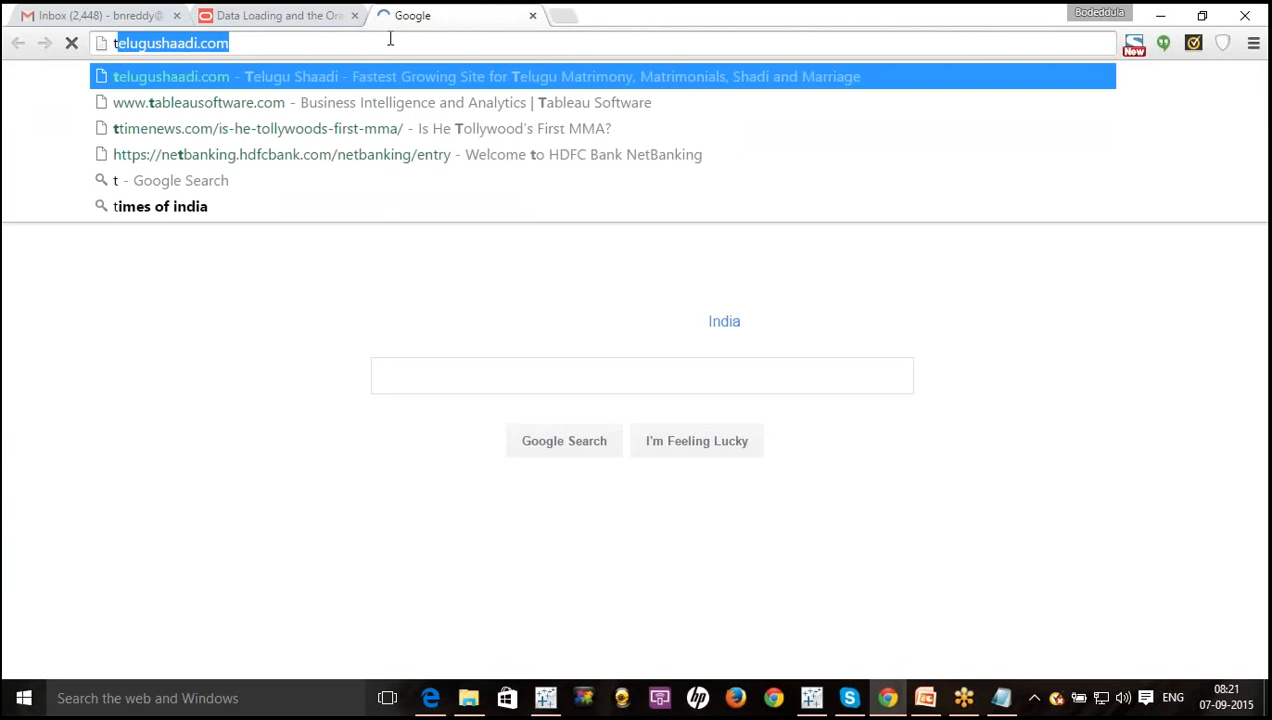 Inbox (2,448) - bnreddy@
Data Loading and the Ora
Google
Bodeddula
telugushaadi.com
New
telugushaadi.com - Telugu Shaadi - Fastest Growing Site for Telugu Matrimony, Matrimonials, Shadi and Marriage
www.tableausoftware.com - Business Intelligence and Analytics | Tableau Software
ttimenews.com/is-he-tollywoods-first-mma/ - Is He Tollywood's First MMA?
https://netbanking.hdfcbank.com/netbanking/entry - Welcome to HDFC Bank NetBanking
t - Google Search
times of india
India
Google Search
I'm Feeling Lucky
Search the web and Windows
ENG
08:21
07-09-2015